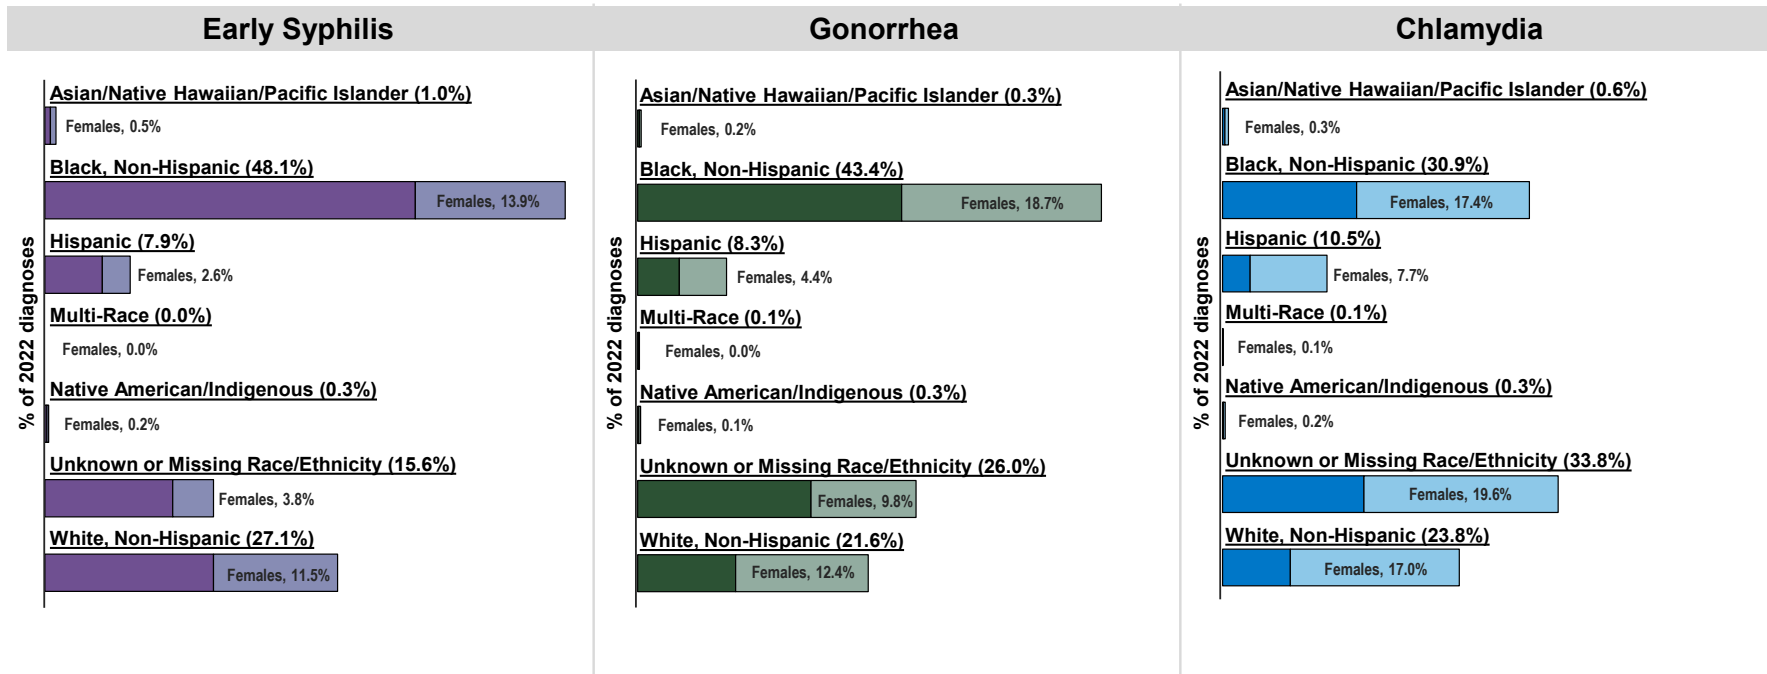 Early Syphilis
Gonorrhea
Chlamydia
% of 2022 diagnoses
Asian/Native Hawaiian/Pacific Islander (1.0%)
Females, 0.5%
Black, Non-Hispanic (48.1%)
Females, 13.9%
Hispanic (7.9%)
Females, 2.6%
Multi-Race (0.0%)
Females, 0.0%
Native American/Indigenous (0.3%)
Females, 0.2%
Unknown or Missing Race/Ethnicity (15.6%)
Females, 3.8%
White, Non-Hispanic (27.1%)
Females, 11.5%
% of 2022 diagnoses
Asian/Native Hawaiian/Pacific Islander (0.3%)
Females, 0.2%
Black, Non-Hispanic (43.4%)
Females, 18.7%
Hispanic (8.3%)
Females, 4.4%
Multi-Race (0.1%)
Females, 0.0%
Native American/Indigenous (0.3%)
Females, 0.1%
Unknown or Missing Race/Ethnicity (26.0%)
Females, 9.8%
White, Non-Hispanic (21.6%)
Females, 12.4%
% of 2022 diagnoses
Asian/Native Hawaiian/Pacific Islander (0.6%)
Females, 0.3%
Black, Non-Hispanic (30.9%)
Females, 17.4%
Hispanic (10.5%)
Females, 7.7%
Multi-Race (0.1%)
Females, 0.1%
Native American/Indigenous (0.3%)
Females, 0.2%
Unknown or Missing Race/Ethnicity (33.8%)
Females, 19.6%
White, Non-Hispanic (23.8%)
Females, 17.0%